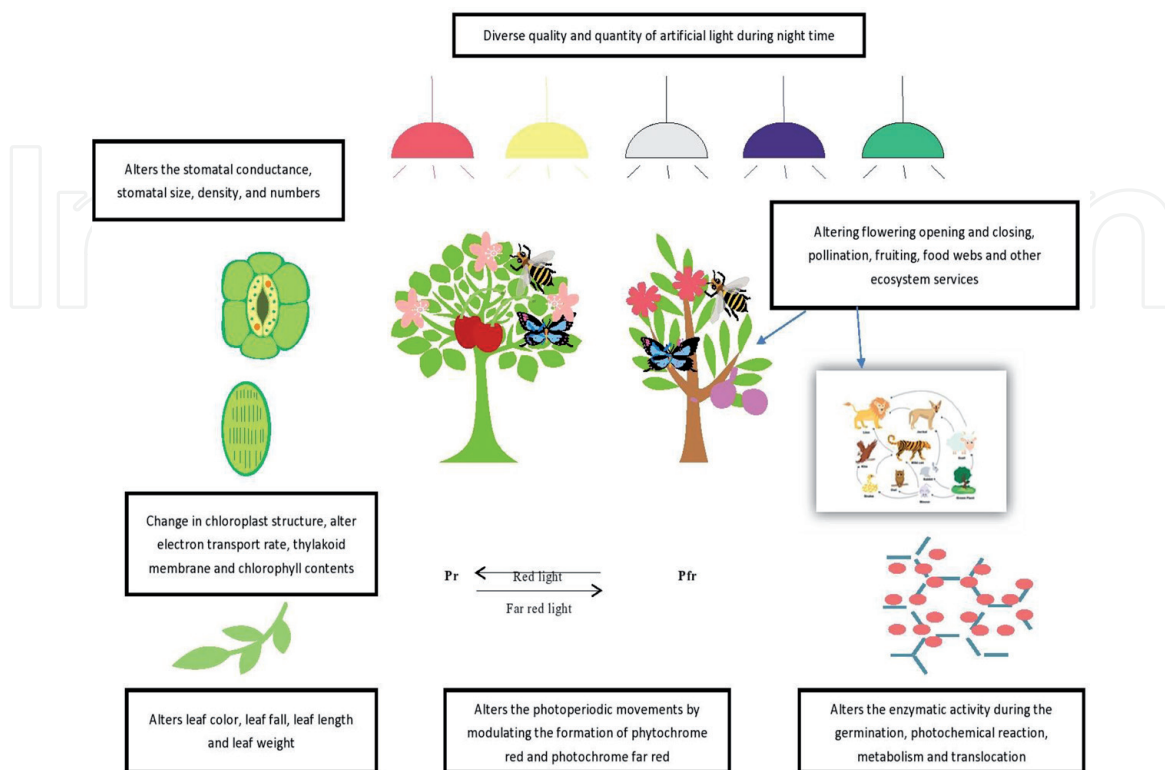 Diverse quality and quantity of artificial light during night time
Alters the stomatal conductance,
stomatal size, density, and numbers
Altering flowering opening and closing,
pollination, fruiting, food webs and other
ecosystem services
Change in chloroplast structure, alter
electron transport rate, thylakoid
membrane and chlorophyll contents
Pr
Red light
Pfr
Far red light
Alters leaf color, leaf fall, leaf length
and leaf weight
Alters the photoperiodic movements by
modulating the formation of phytochrome
red and photochrome far red
Alters the enzymatic activity during the
germination, photochemical reaction,
metabolism and translocation